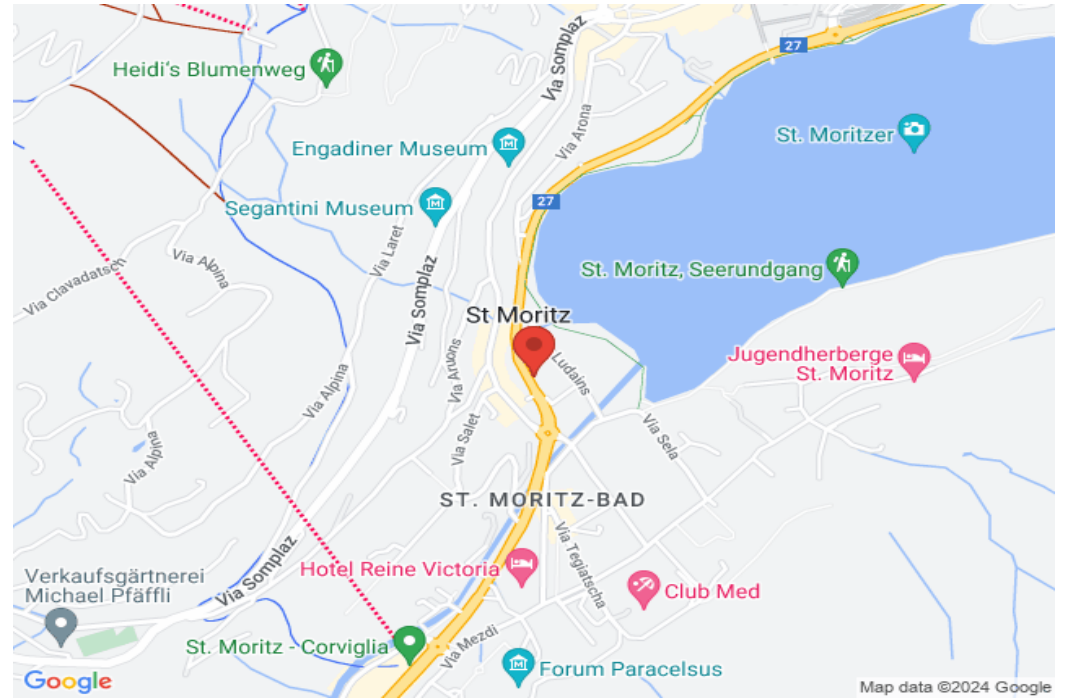 27
Via Somplaz
Heidi's Blumenweg
Via Arona
St. Moritzer
Engadiner Museum
27
Segantini Museum
Via Laret
Via Alpina
St. Moritz, Seerundgang
Via Clavadatsch
Via Somplaz
St Moritz
Via Aruons
Ludains
Jugendherberge
St. Moritz
Via Alpina
Via Salet
Via Sela
Via Alpina
ST. MORITZ-BAD
Via Tegiatscha
Via Somplaz
Hotel Reine Victoria
Verkaufsgärtnerei
Michael Pfäffli
Club Med
St. Moritz - Corviglia
Via Mezdi
Forum Paracelsus
Google
Map data ©2024 Google